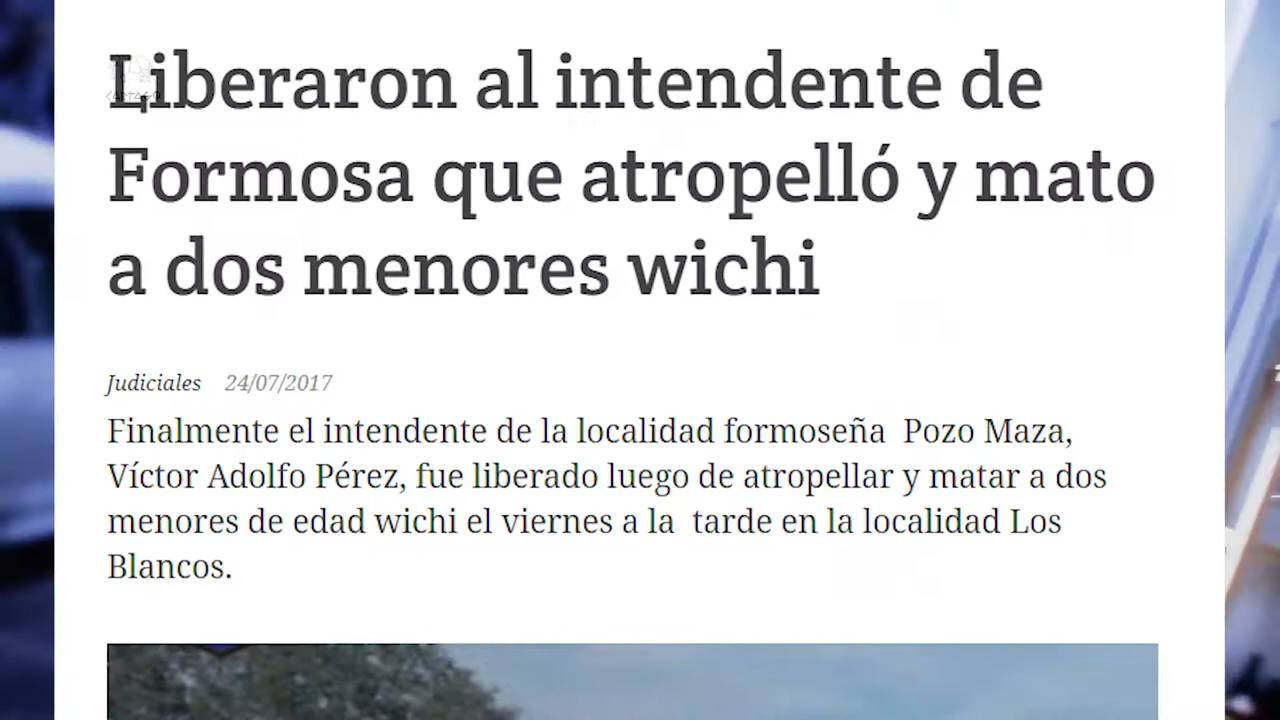 Liberaron al intendente de
Formosa que atropelló y mato
a dos menores wichi
Judiciales 24/07/2017
Finalmente el intendente de la localidad formoseña Pozo Maza,
Víctor Adolfo Pérez, fue liberado luego de atropellar y matar a dos
menores de edad wichi el viernes a la tarde en la localidad Los
Blancos.